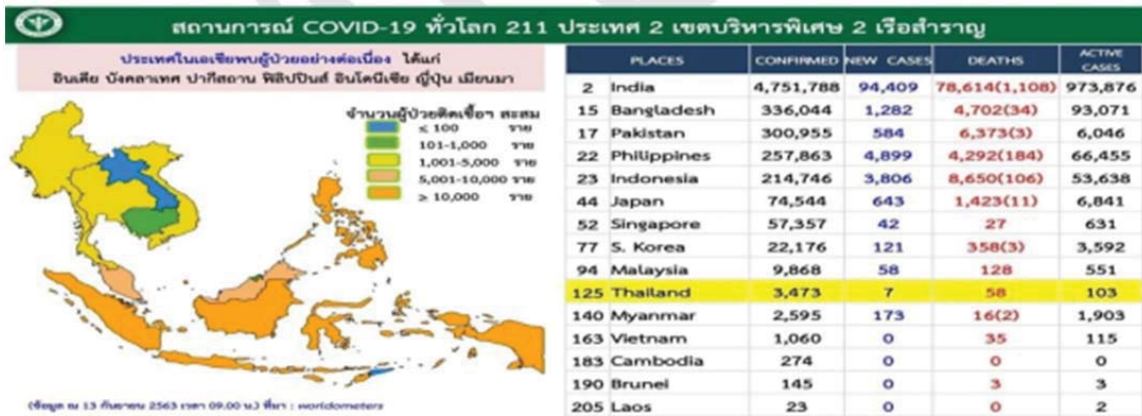 สถานการณ์ COVID-19 ทั่วโลก 211 ประเทศ 2 เขตบริหารพิเศษ 2 เรือสำราญ
ประเทศในเอเชียพบผู้ป่วยอย่างต่อเนื่อง ได้แก่
อินเดีย บังคลาเทศ ปากีสถาน ฟิลิปปินส์ อินโดนีเซีย ญี่ปุ่น เมียนมา
จำนวนผู้ป่วยติดเชื้อฯ สะสม
≤ 100 ราย
101-1,000 ราย
1,001-5,000 ราย
5,001-10,000 ราย
≥ 10,000 ราย
(ข้อมูล ณ 13 กันยายน 2563 เวลา 09.00 น.) ที่มา : worldometers
PLACES CONFIRMED NEW CASES DEATHS ACTIVE CASES
2 India 4,751,788 94,409 78,614(1,108) 973,876
15 Bangladesh 336,044 1,282 4,702(34) 93,071
17 Pakistan 300,955 584 6,373(3) 6,046
22 Philippines 257,863 4,899 4,292(184) 66,455
23 Indonesia 214,746 3,806 8,650(106) 53,638
44 Japan 74,544 643 1,423(11) 6,841
52 Singapore 57,357 42 27 631
77 S. Korea 22,176 121 358(3) 3,592
94 Malaysia 9,868 58 128 551
125 Thailand 3,473 7 58 103
140 Myanmar 2,595 173 16(2) 1,903
163 Vietnam 1,060 0 35 115
183 Cambodia 274 0 0 0
190 Brunei 145 0 3 3
205 Laos 23 0 0 2